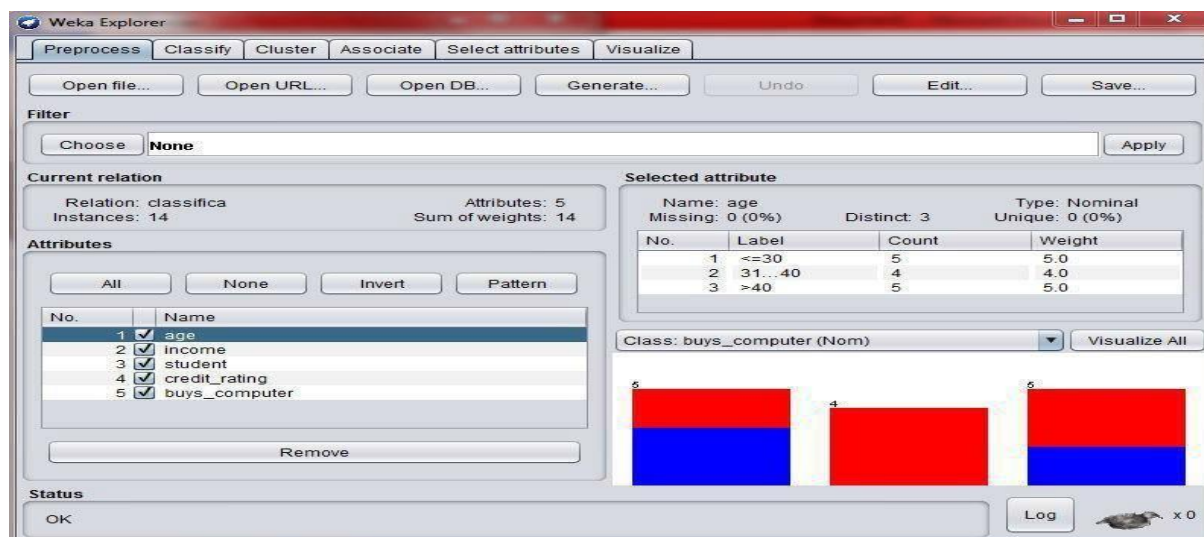 Weka Explorer
Preprocess Classify Cluster Associate Select attributes Visualize
Open file... Open URL... Open DB... Generate... Undo Edit... Save...
Filter
Choose None Apply
Current relation
Relation: classifica Attributes: 5
Instances: 14 Sum of weights: 14
Attributes
All None Invert Pattern
No. Name
1 age
2 income
3 student
4 credit_rating
5 buys_computer
Remove
Selected attribute
Name: age Type: Nominal
Missing: 0 (0%) Distinct: 3 Unique: 0 (0%)
No. Label Count Weight
1 <=30 5 5.0
2 31...40 4 4.0
3 >40 5 5.0
Class: buys_computer (Nom) Visualize All
5 4 5
Status
OK Log x 0